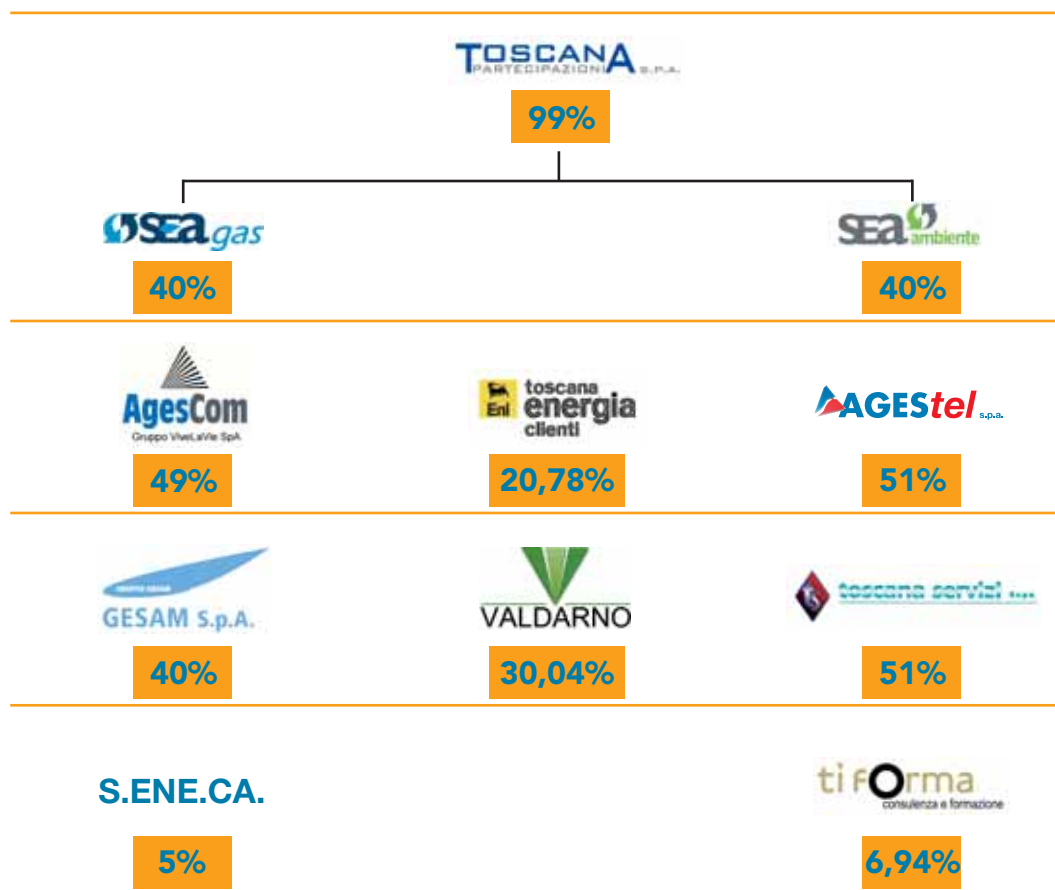 TOSCANA
PARTECIPAZIONI S.P.A.
99%
SEA gas
SEA ambiente
40%
40%
AgesCom
Gruppo ViveLaVie SpA
Eni
toscana
energia
clienti
AGEStel s.p.a.
49%
20,78%
51%
GESAM S.p.A.
VALDARNO
toscana servizi
40%
30,04%
51%
S.ENE.CA.
ti fOrma
consulenza e formazione
5%
6,94%